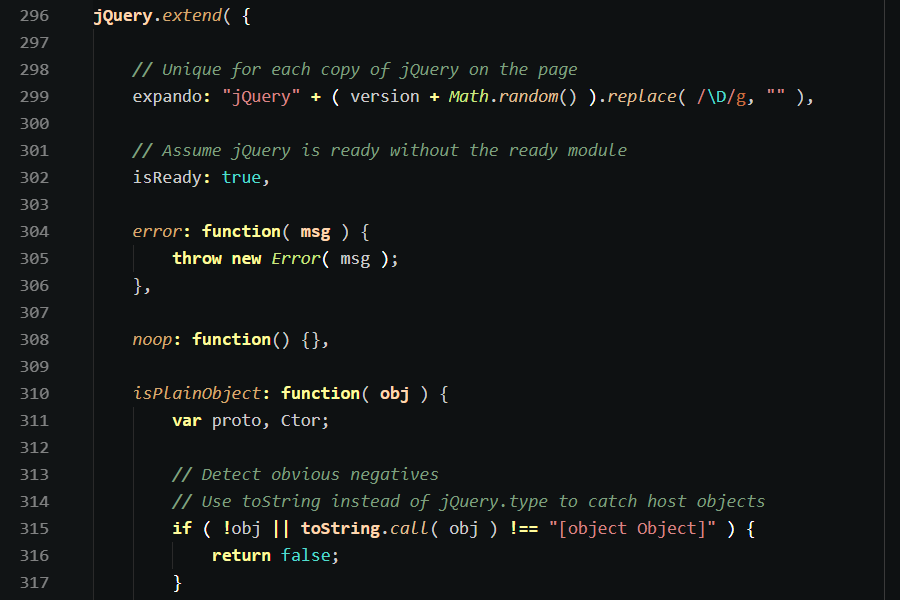 296 jQuery.extend( {
297
298 // Unique for each copy of jQuery on the page
299 expando: "jQuery" + ( version + Math.random() ).replace( /\D/g, "" ),
300
301 // Assume jQuery is ready without the ready module
302 isReady: true,
303
304 error: function( msg ) {
305 throw new Error( msg );
306 },
307
308 noop: function() {},
309
310 isPlainObject: function( obj ) {
311 var proto, Ctor;
312
313 // Detect obvious negatives
314 // Use toString instead of jQuery.type to catch host objects
315 if ( !obj || toString.call( obj ) !== "[object Object]" ) {
316 return false;
317 }